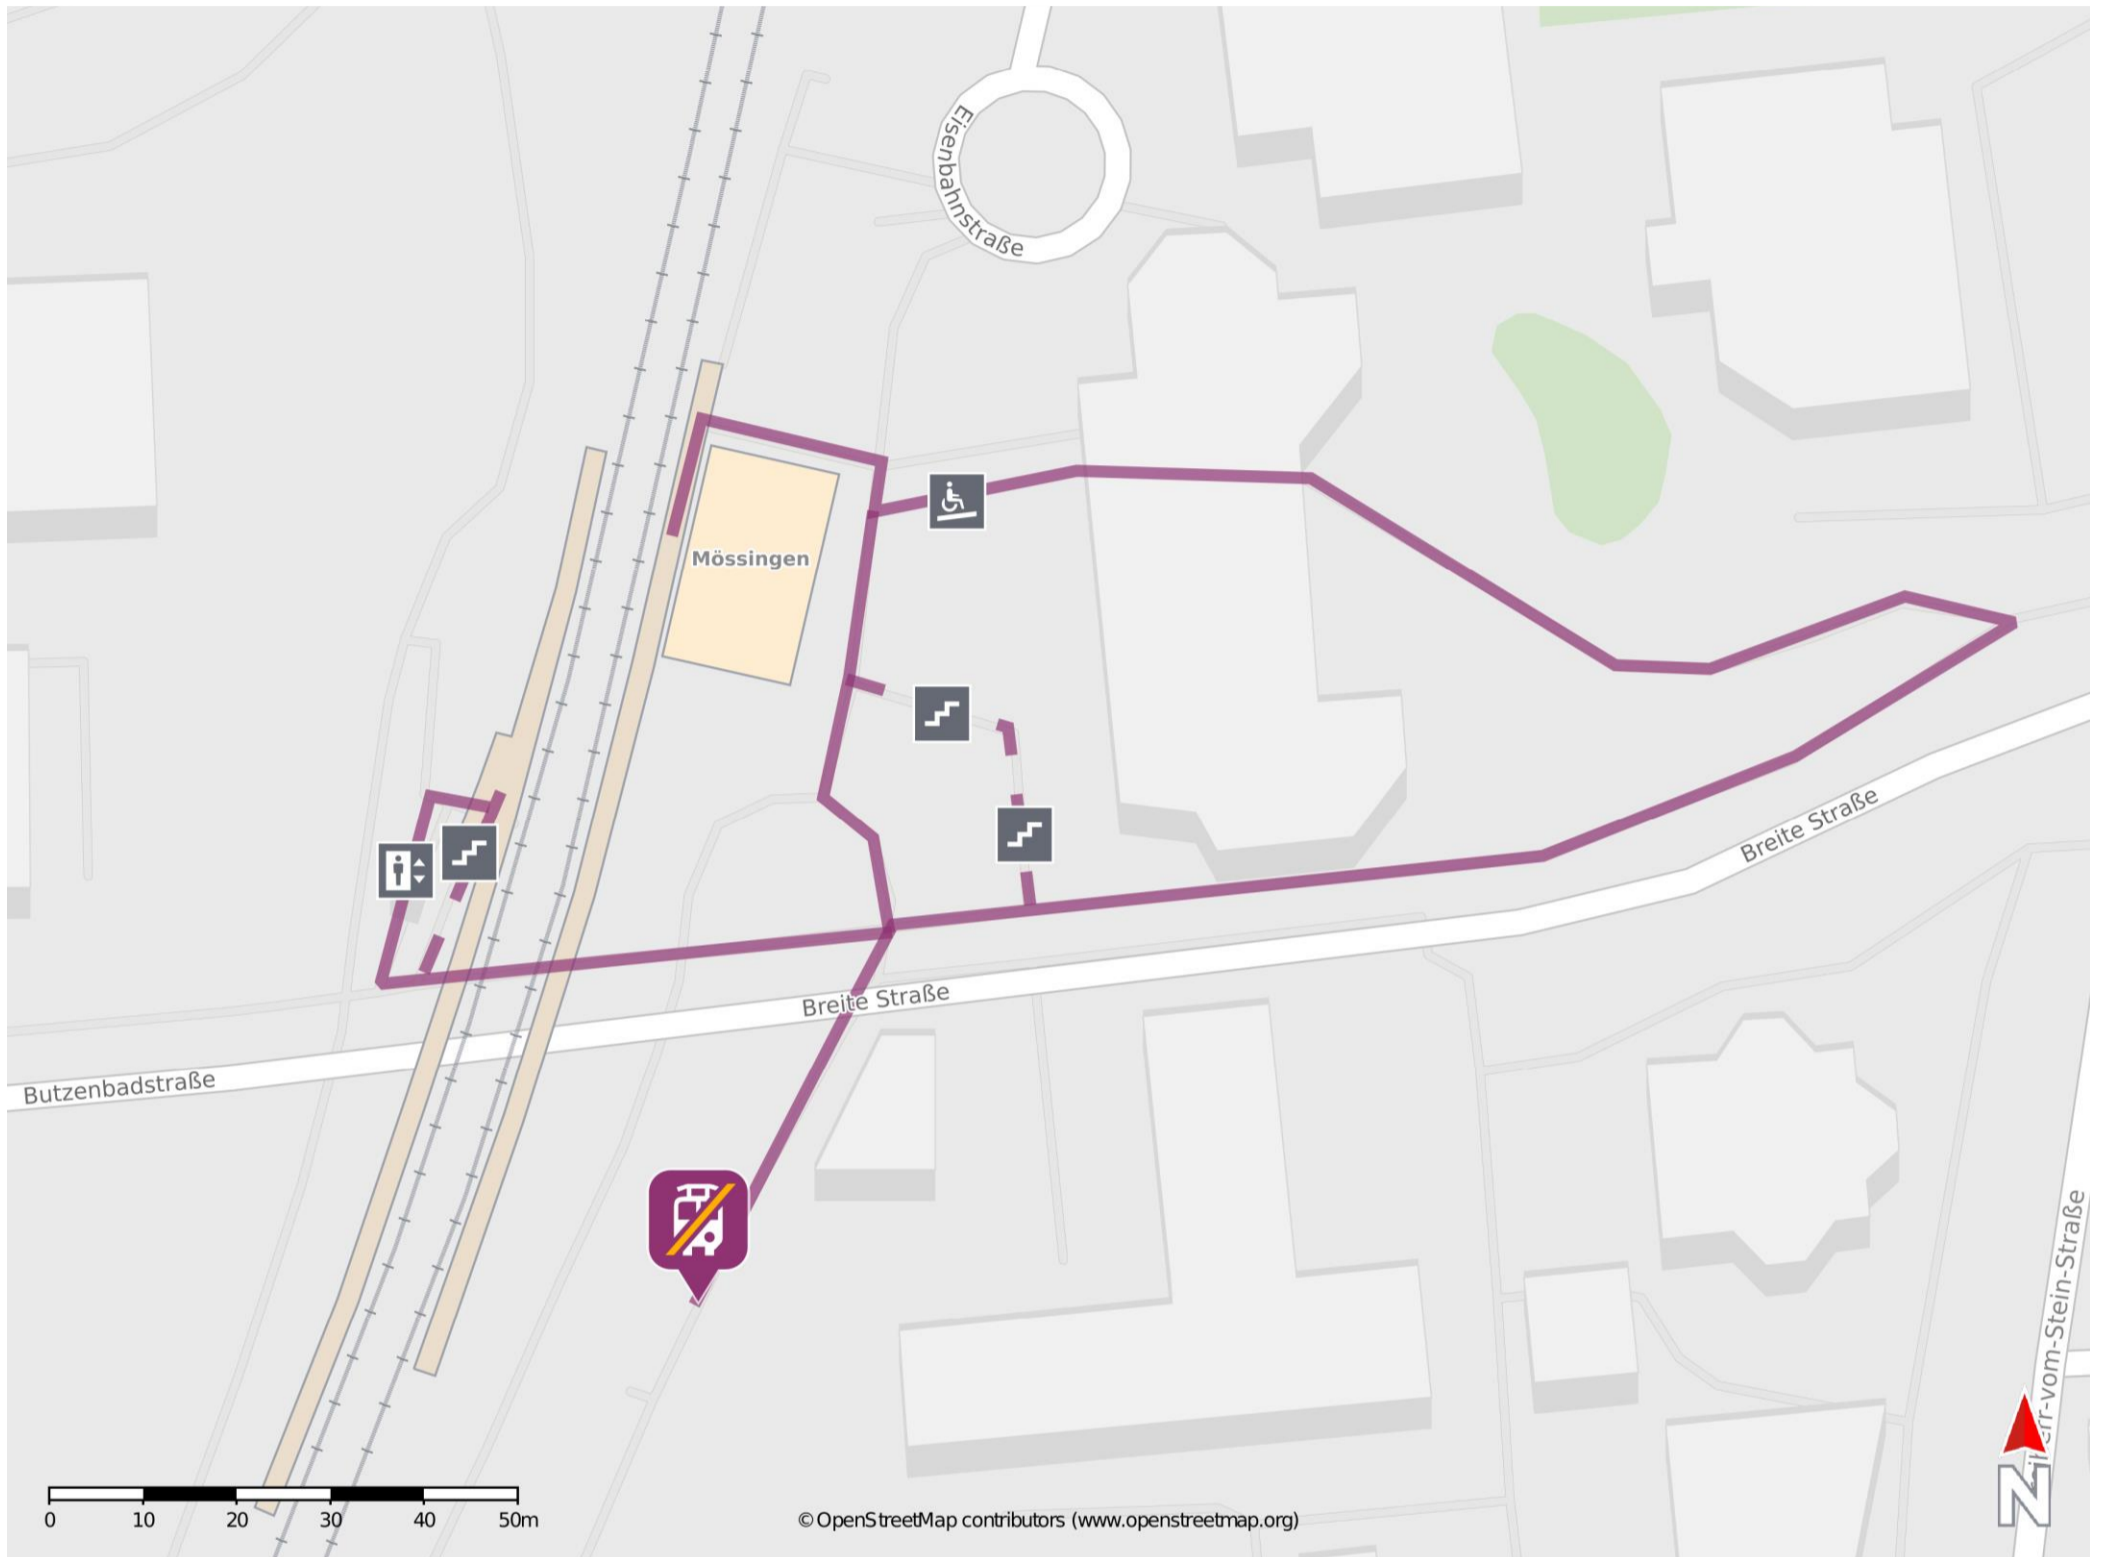 Eisenbahnstraße
Mössingen
Breite Straße
Breite Straße
Butzenbadstraße
0 10 20 30 40 50m
© OpenStreetMap contributors (www.openstreetmap.org)
N